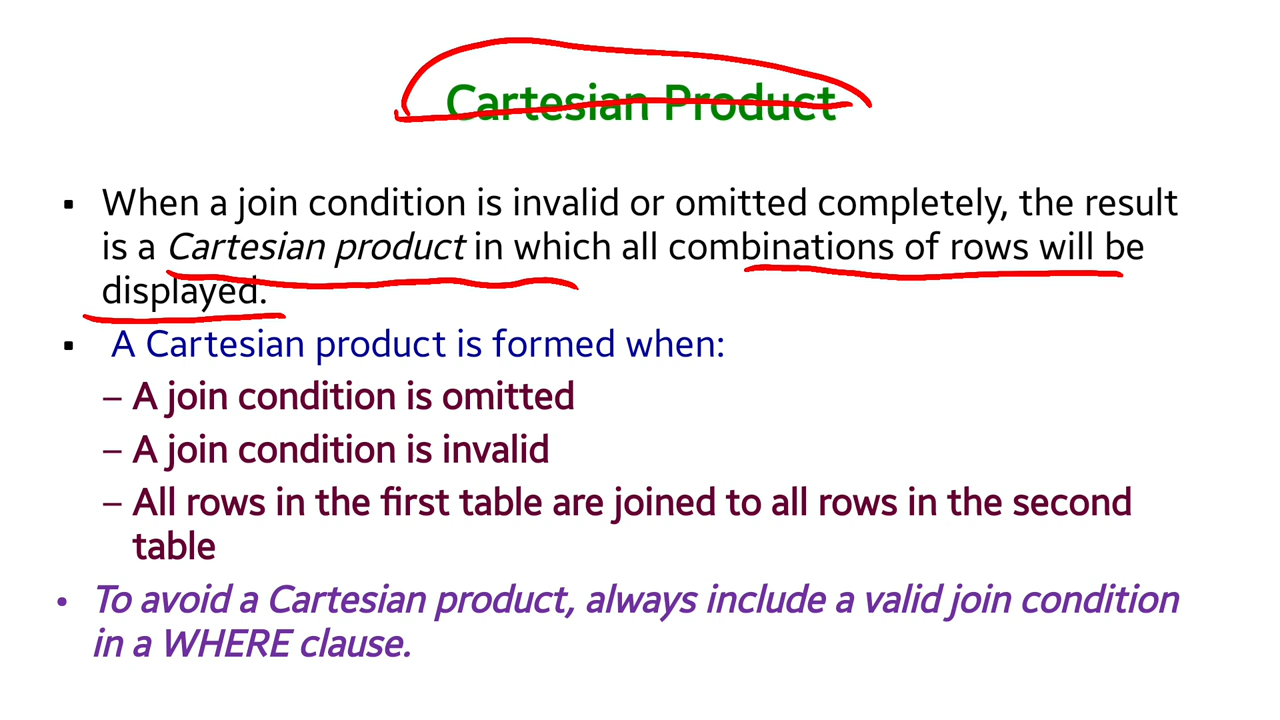 Cartesian Product
▪ When a join condition is invalid or omitted completely, the result
is a Cartesian product in which all combinations of rows will be
displayed.
▪ A Cartesian product is formed when:
– A join condition is omitted
– A join condition is invalid
– All rows in the first table are joined to all rows in the second
table
• To avoid a Cartesian product, always include a valid join condition
in a WHERE clause.